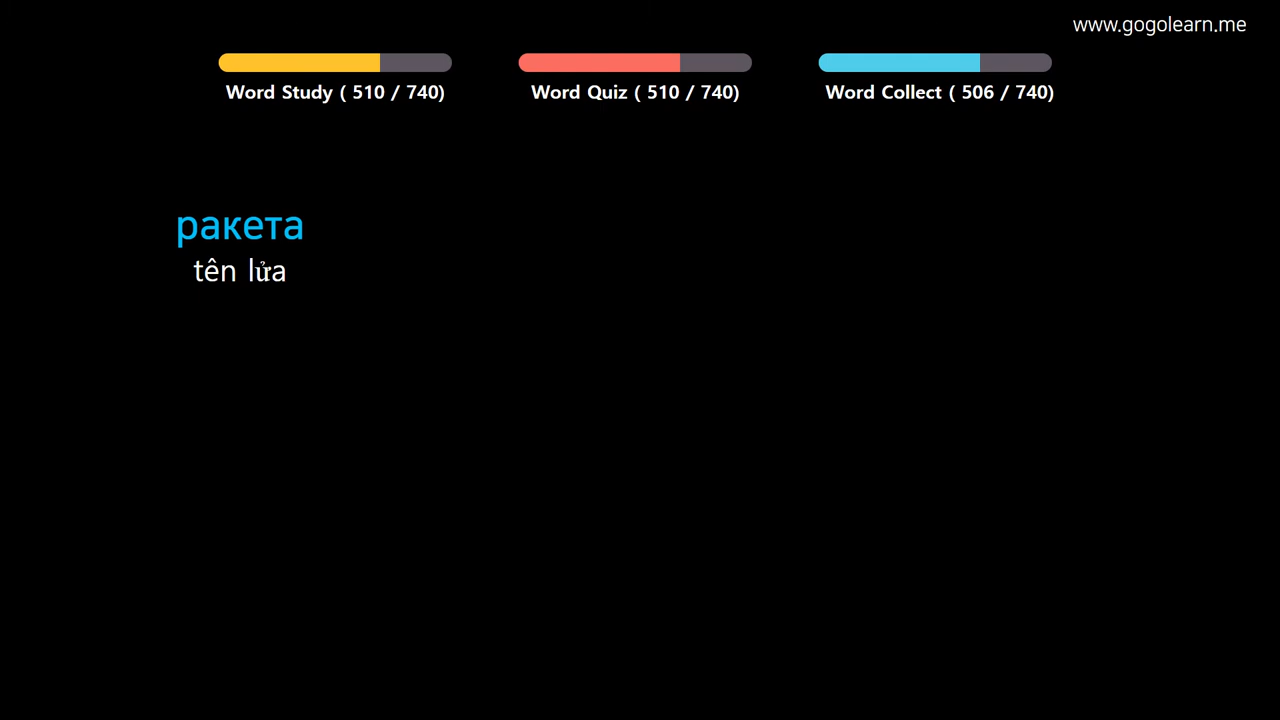 www.gogolearn.me
Word Study ( 510 / 740)
Word Quiz ( 510 / 740)
Word Collect ( 506 / 740)
ракета
tên lửa